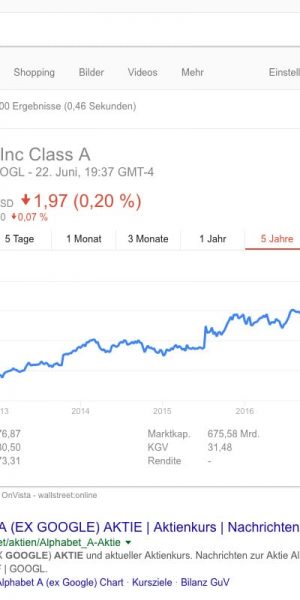 Shopping Bilder Videos Mehr Einstell
00 Ergebnisse (0,46 Sekunden)
Inc Class A
OGL - 22. Juni, 19:37 GMT-4
SD 1,97 (0,20 %)
0 0,07 %
5 Tage 1 Monat 3 Monate 1 Jahr 5 Jahre
13 2014 2015 2016
76,87 Marktkap. 675,58 Mrd.
80,50 KGV 31,48
73,31 Rendite -
OnVista - wallstreet:online
A (EX GOOGLE) AKTIE | Aktienkurs | Nachrichten
et/aktien/Alphabet_A-Aktie
X GOOGLE) AKTIE und aktueller Aktienkurs. Nachrichten zur Aktie Al
F | GOOGL.
Alphabet A (ex Google) Chart · Kursziele · Bilanz GuV